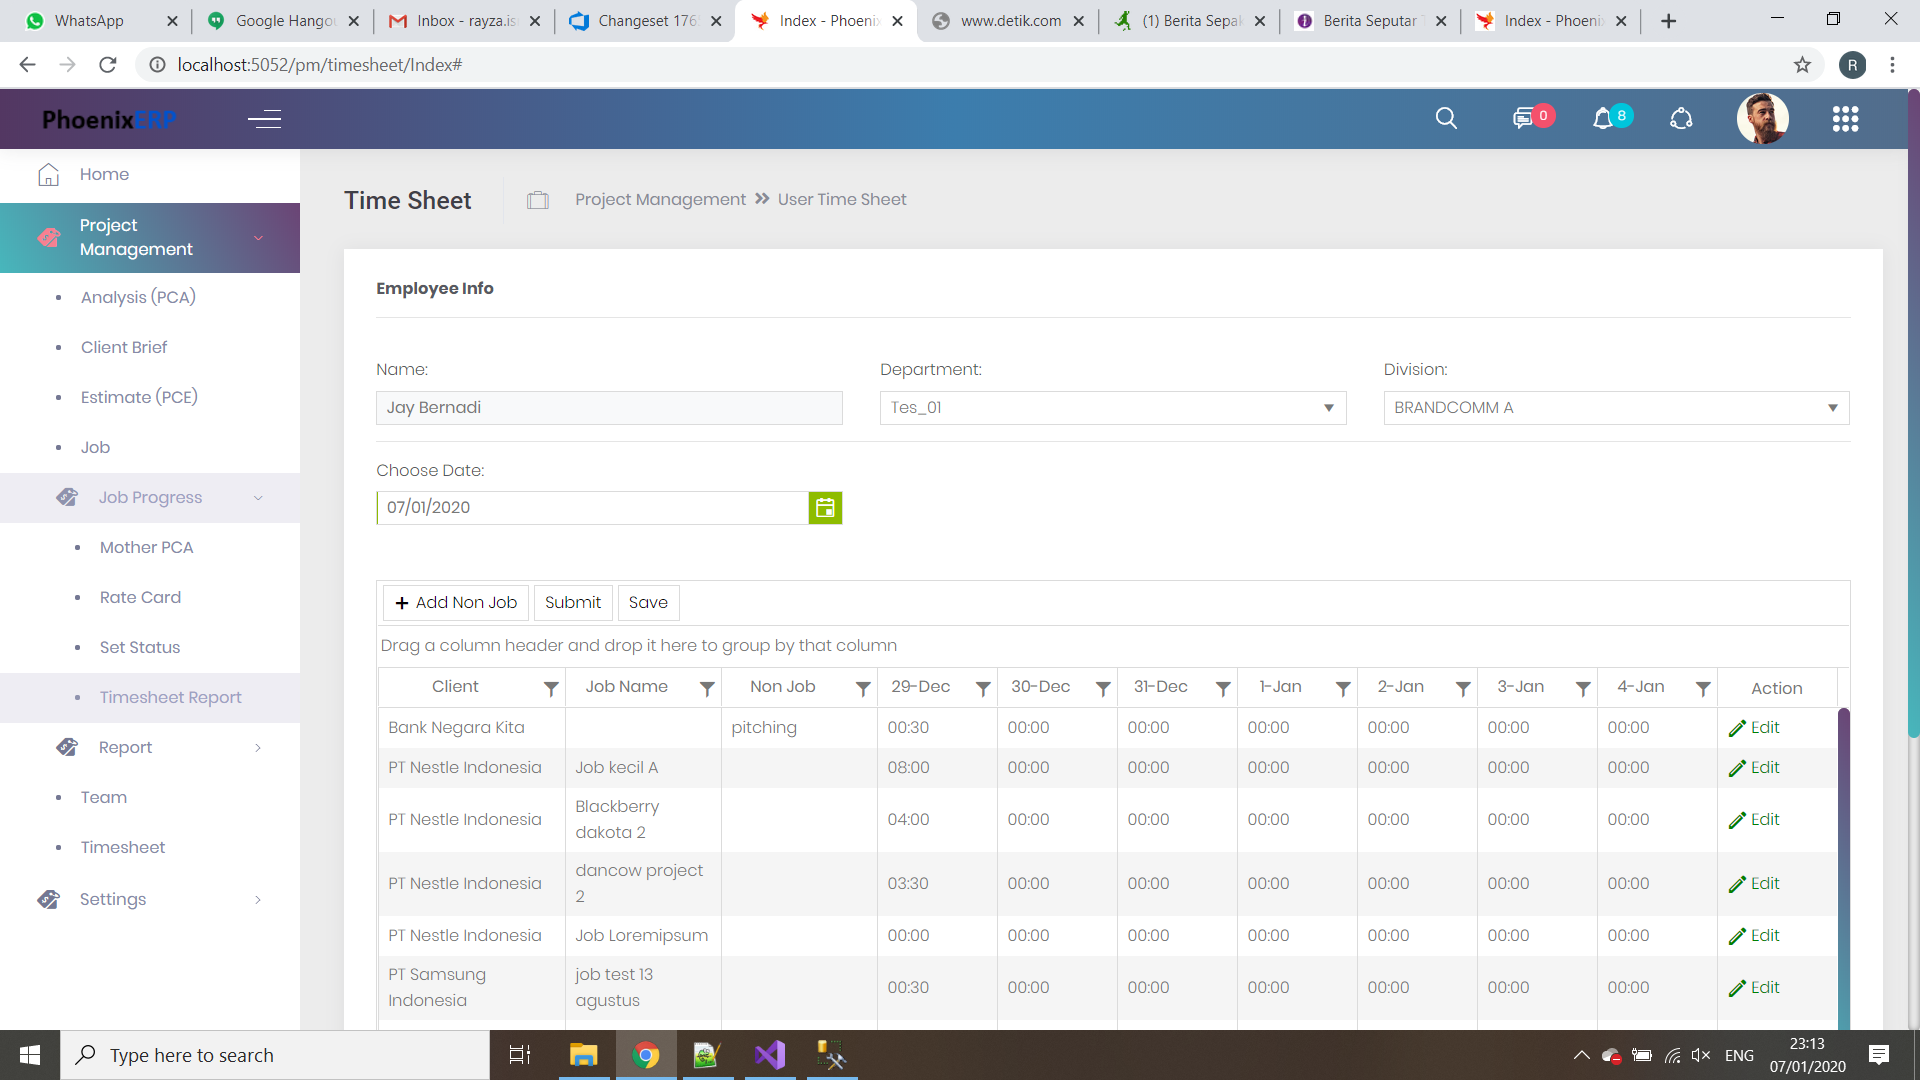 WhatsApp
Google Hangou
Inbox - rayza.is
Changeset 176
Index - Phoenix
www.detik.com
(1) Berita Sepak
Berita Seputar T
Index - Phoenix
localhost:5052/pm/timesheet/Index#
R
PhoenixERP
0
8
Home
Project Management
Analysis (PCA)
Client Brief
Estimate (PCE)
Job
Job Progress
Mother PCA
Rate Card
Set Status
Timesheet Report
Report
Team
Timesheet
Settings
Time Sheet
Project Management >> User Time Sheet
Employee Info
Name:
Department:
Division:
Jay Bernadi
Tes_01
BRANDCOMM A
Choose Date:
07/01/2020
+ Add Non Job
Submit
Save
Drag a column header and drop it here to group by that column
Client Job Name Non Job 29-Dec 30-Dec 31-Dec 1-Jan 2-Jan 3-Jan 4-Jan Action
Bank Negara Kita pitching 00:30 00:00 00:00 00:00 00:00 00:00 00:00 Edit
PT Nestle Indonesia Job kecil A 08:00 00:00 00:00 00:00 00:00 00:00 00:00 Edit
PT Nestle Indonesia Blackberry dakota 2 04:00 00:00 00:00 00:00 00:00 00:00 00:00 Edit
PT Nestle Indonesia dancow project 2 03:30 00:00 00:00 00:00 00:00 00:00 00:00 Edit
PT Nestle Indonesia Job Loremipsum 00:00 00:00 00:00 00:00 00:00 00:00 00:00 Edit
PT Samsung Indonesia job test 13 agustus 00:30 00:00 00:00 00:00 00:00 00:00 00:00 Edit
Type here to search
ENG
23:13
07/01/2020